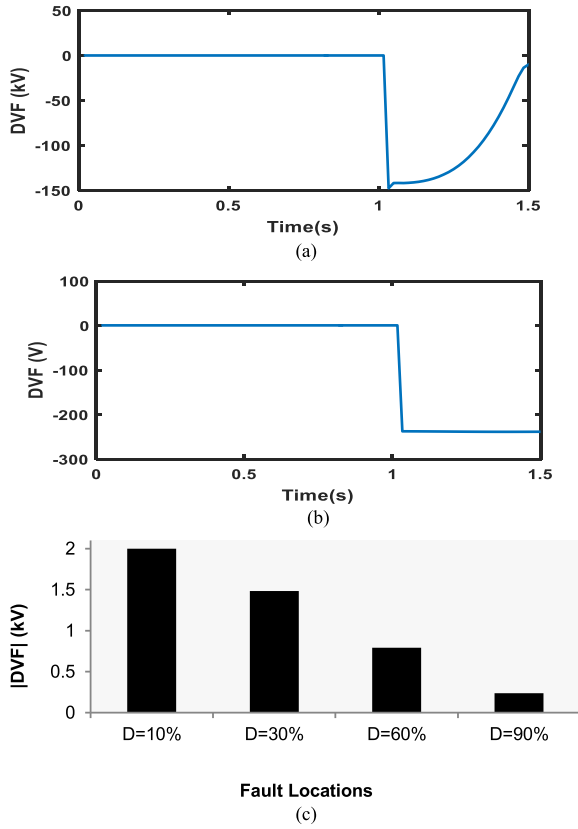 50
0
-50
-100
-150
DVF (kV)
0 0.5 1 1.5
Time(s)
(a)
100
0
-100
-200
-300
DVF (V)
0 0.5 1 1.5
Time(s)
(b)
2
1.5
1
0.5
0
|DVF| (kV)
D=10% D=30% D=60% D=90%
Fault Locations
(c)